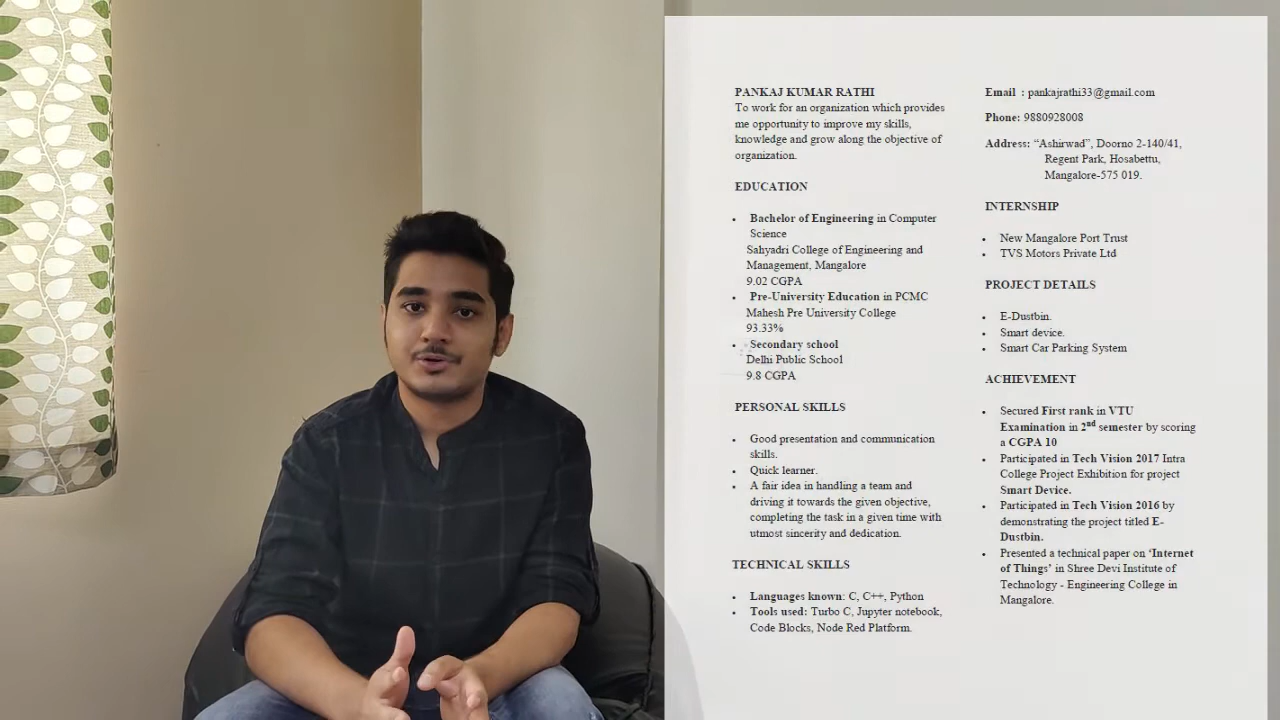 PANKAJ KUMAR RATHI
To work for an organization which provides
me opportunity to improve my skills,
knowledge and grow along the objective of
organization.
EDUCATION
• Bachelor of Engineering in Computer
Science
Sahyadri College of Engineering and
Management, Mangalore
9.02 CGPA
• Pre-University Education in PCMC
Mahesh Pre University College
93.33%
• Secondary school
Delhi Public School
9.8 CGPA
PERSONAL SKILLS
• Good presentation and communication
skills.
• Quick learner.
• A fair idea in handling a team and
driving it towards the given objective,
completing the task in a given time with
utmost sincerity and dedication.
TECHNICAL SKILLS
• Languages known: C, C++, Python
• Tools used: Turbo C, Jupyter notebook,
Code Blocks, Node Red Platform.
Email : pankajrathi33@gmail.com
Phone: 9880928008
Address: “Ashirwad”, Doorno 2-140/41,
Regent Park, Hosabettu,
Mangalore-575 019.
INTERNSHIP
• New Mangalore Port Trust
• TVS Motors Private Ltd
PROJECT DETAILS
• E-Dustbin.
• Smart device.
• Smart Car Parking System
ACHIEVEMENT
• Secured First rank in VTU
Examination in 2nd semester by scoring
a CGPA 10
• Participated in Tech Vision 2017 Intra
College Project Exhibition for project
Smart Device.
• Participated in Tech Vision 2016 by
demonstrating the project titled E-
Dustbin.
• Presented a technical paper on ‘Internet
of Things’ in Shree Devi Institute of
Technology - Engineering College in
Mangalore.